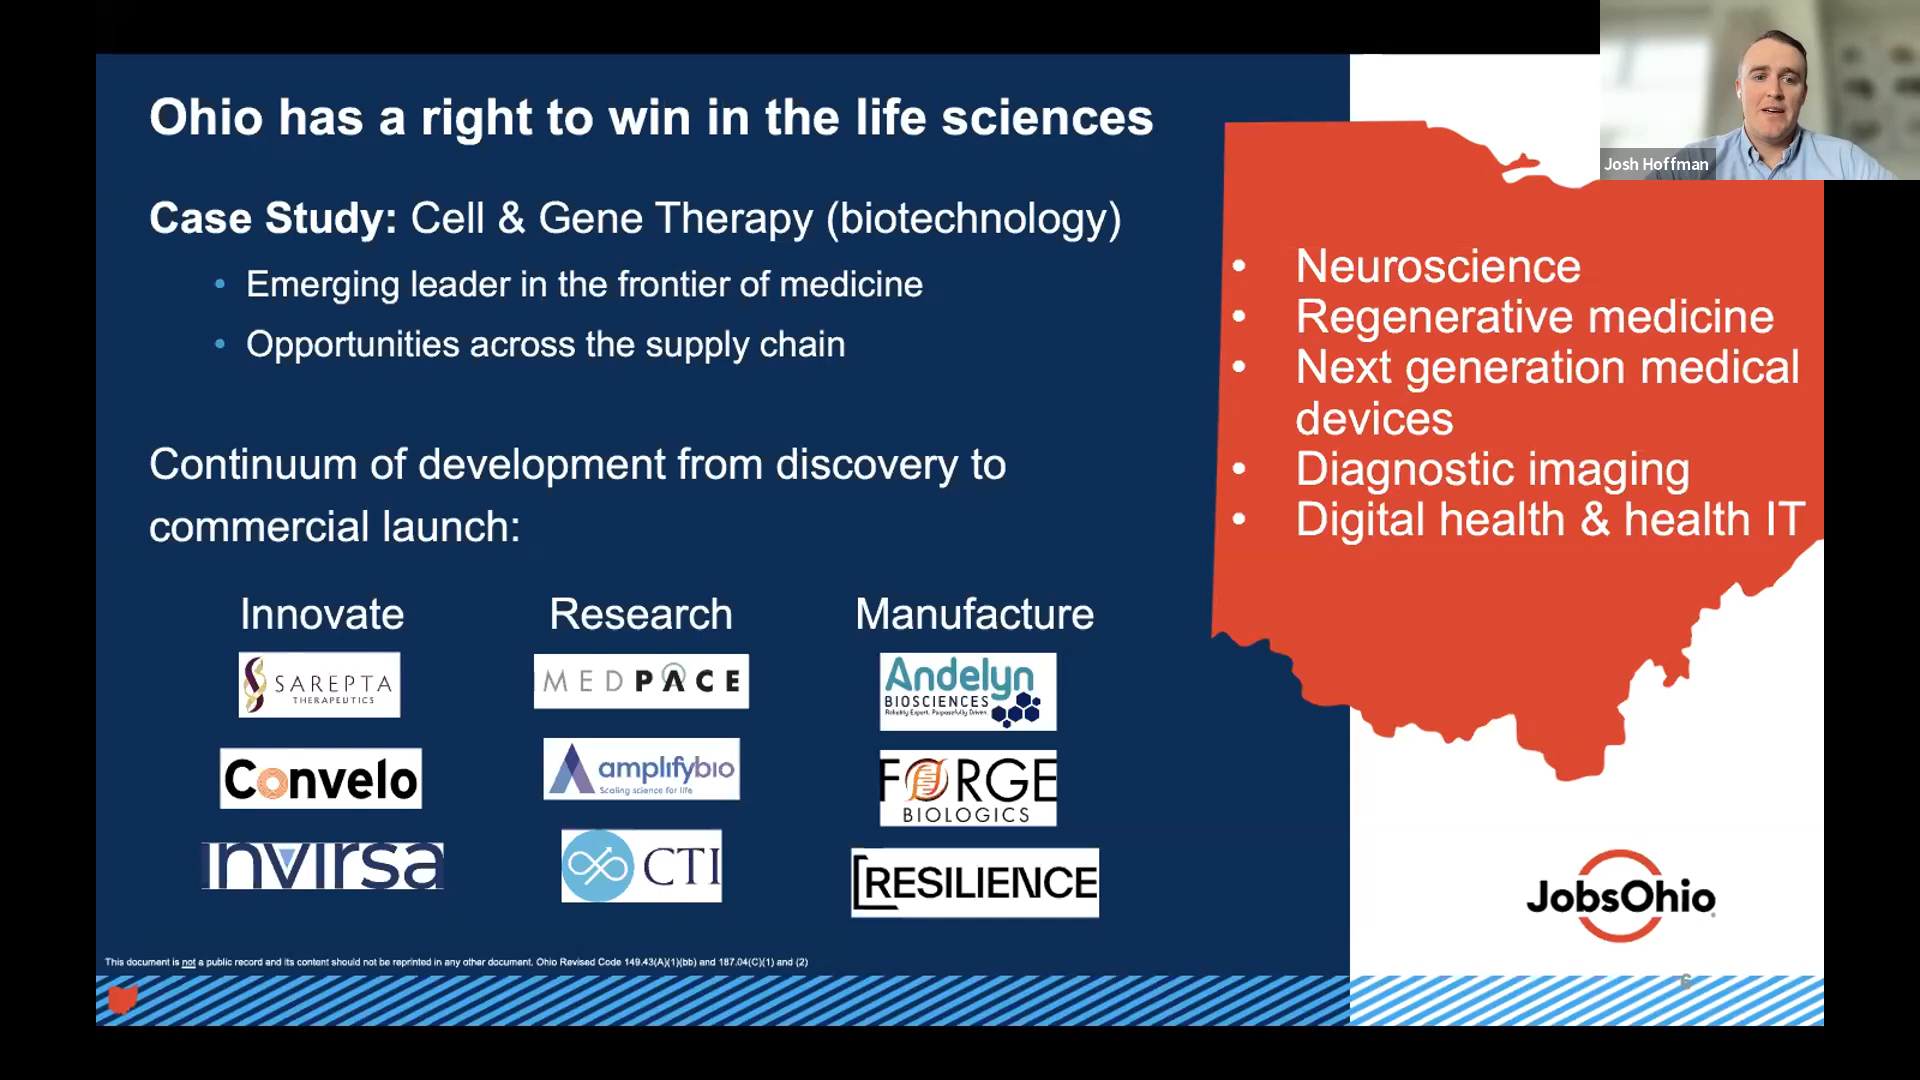 Ohio has a right to win in the life sciences
Case Study: Cell & Gene Therapy (biotechnology)
• Emerging leader in the frontier of medicine
• Opportunities across the supply chain
Continuum of development from discovery to
commercial launch:
Innovate
SAREPTA
THERAPEUTICS
Convelo
invirsa
Research
MEDPACE
amplifybio
Scaling science for life
CTI
Manufacture
Andelyn
BIOSCIENCES
Reliably Expert. Purposefully Driven.
FORGE
BIOLOGICS
RESILIENCE
This document is not a public record and its content should not be reprinted in any other document. Ohio Revised Code 149.43(A)(1)(bb) and 187.04(C)(1) and (2)
Josh Hoffman
• Neuroscience
• Regenerative medicine
• Next generation medical
devices
• Diagnostic imaging
• Digital health & health IT
JobsOhio
6